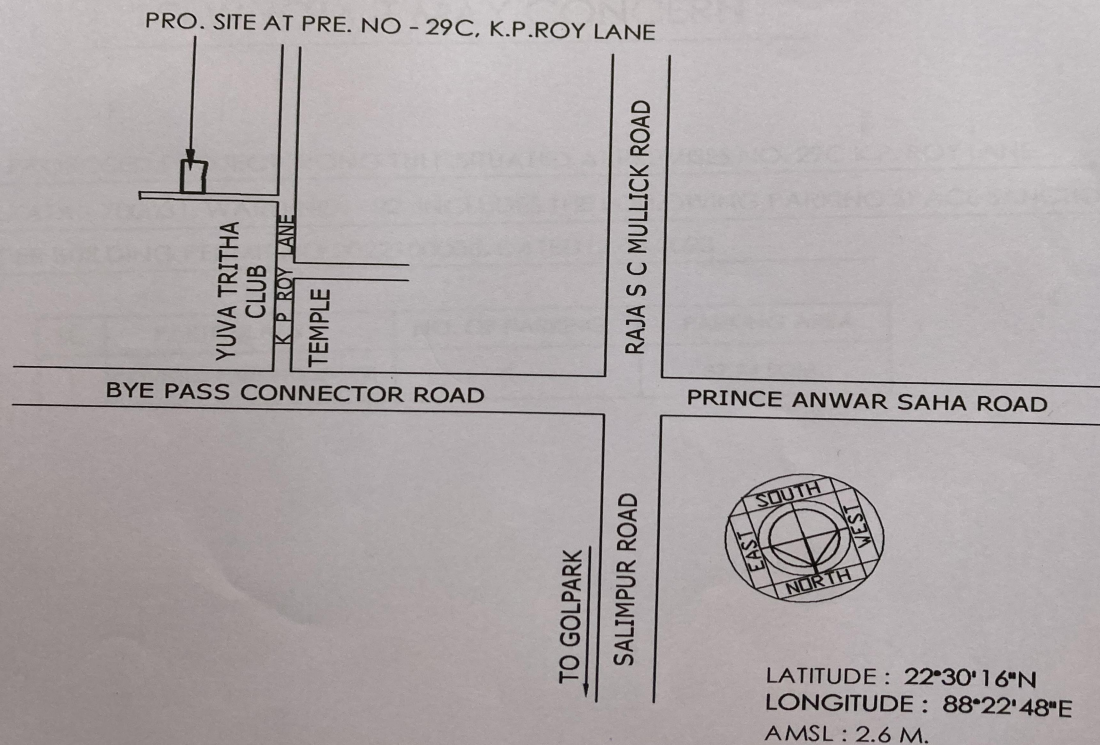 PRO. SITE AT PRE. NO - 29C, K.P.ROY LANE
RAJA S C MULLICK ROAD
YUVA TRITHA
CLUB
K P ROY LANE
TEMPLE
BYE PASS CONNECTOR ROAD
PRINCE ANWAR SAHA ROAD
SOUTH
EAST
WEST
NORTH
TO GOLPARK
SALIMPUR ROAD
LATITUDE : 22°30'16"N
LONGITUDE : 88°22'48"E
AMSL : 2.6 M.